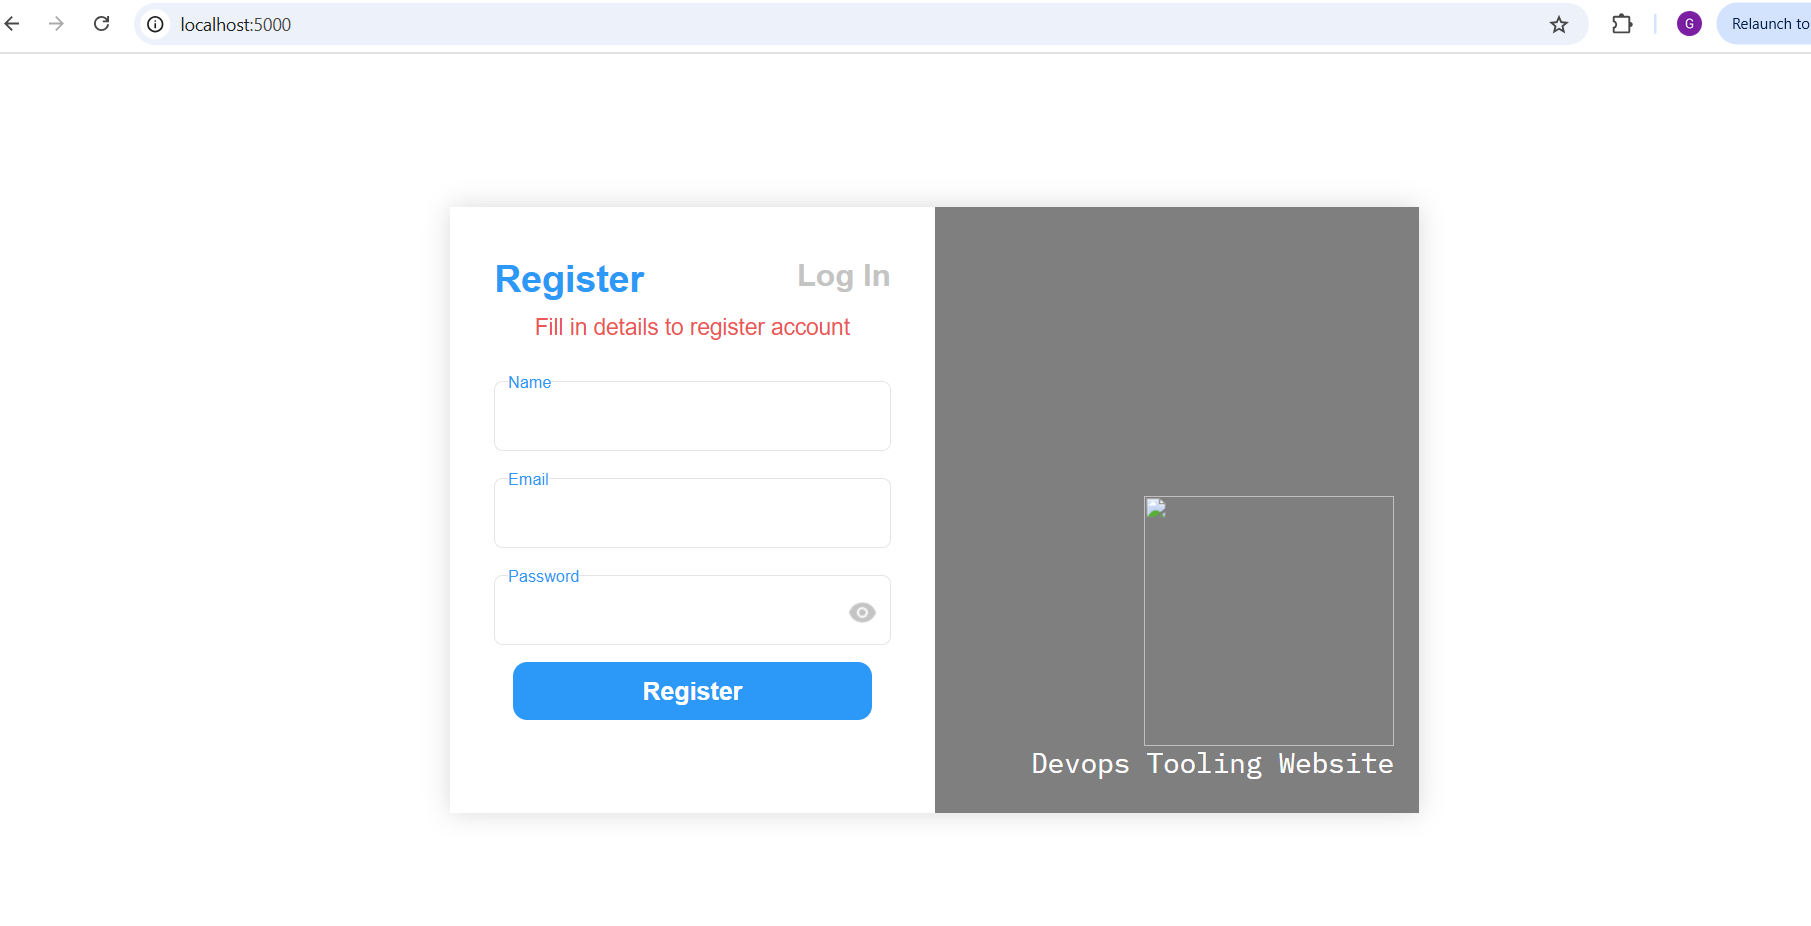 localhost:5000
G
Relaunch to
Register
Log In
Fill in details to register account
Name
Email
Password
Register
Devops Tooling Website